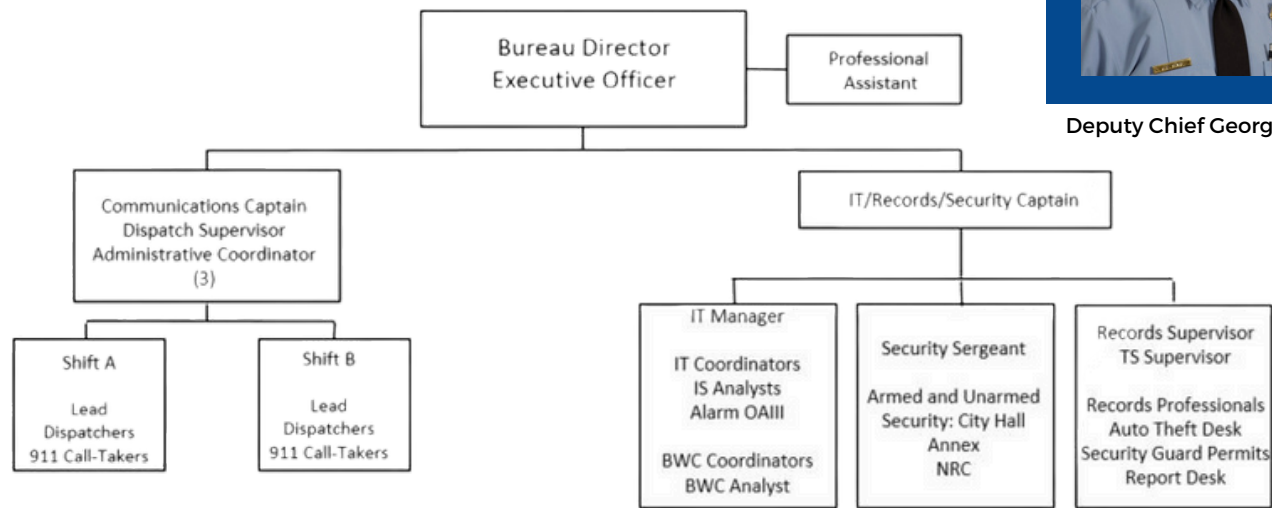 Bureau Director
Executive Officer
Professional
Assistant
Deputy Chief Georg
Communications Captain
Dispatch Supervisor
Administrative Coordinator
(3)
IT/Records/Security Captain
Shift A
Lead
Dispatchers
911 Call-Takers
Shift B
Lead
Dispatchers
911 Call-Takers
IT Manager
IT Coordinators
IS Analysts
Alarm OAIII
BWC Coordinators
BWC Analyst
Security Sergeant
Armed and Unarmed
Security: City Hall
Annex
NRC
Records Supervisor
TS Supervisor
Records Professionals
Auto Theft Desk
Security Guard Permits
Report Desk